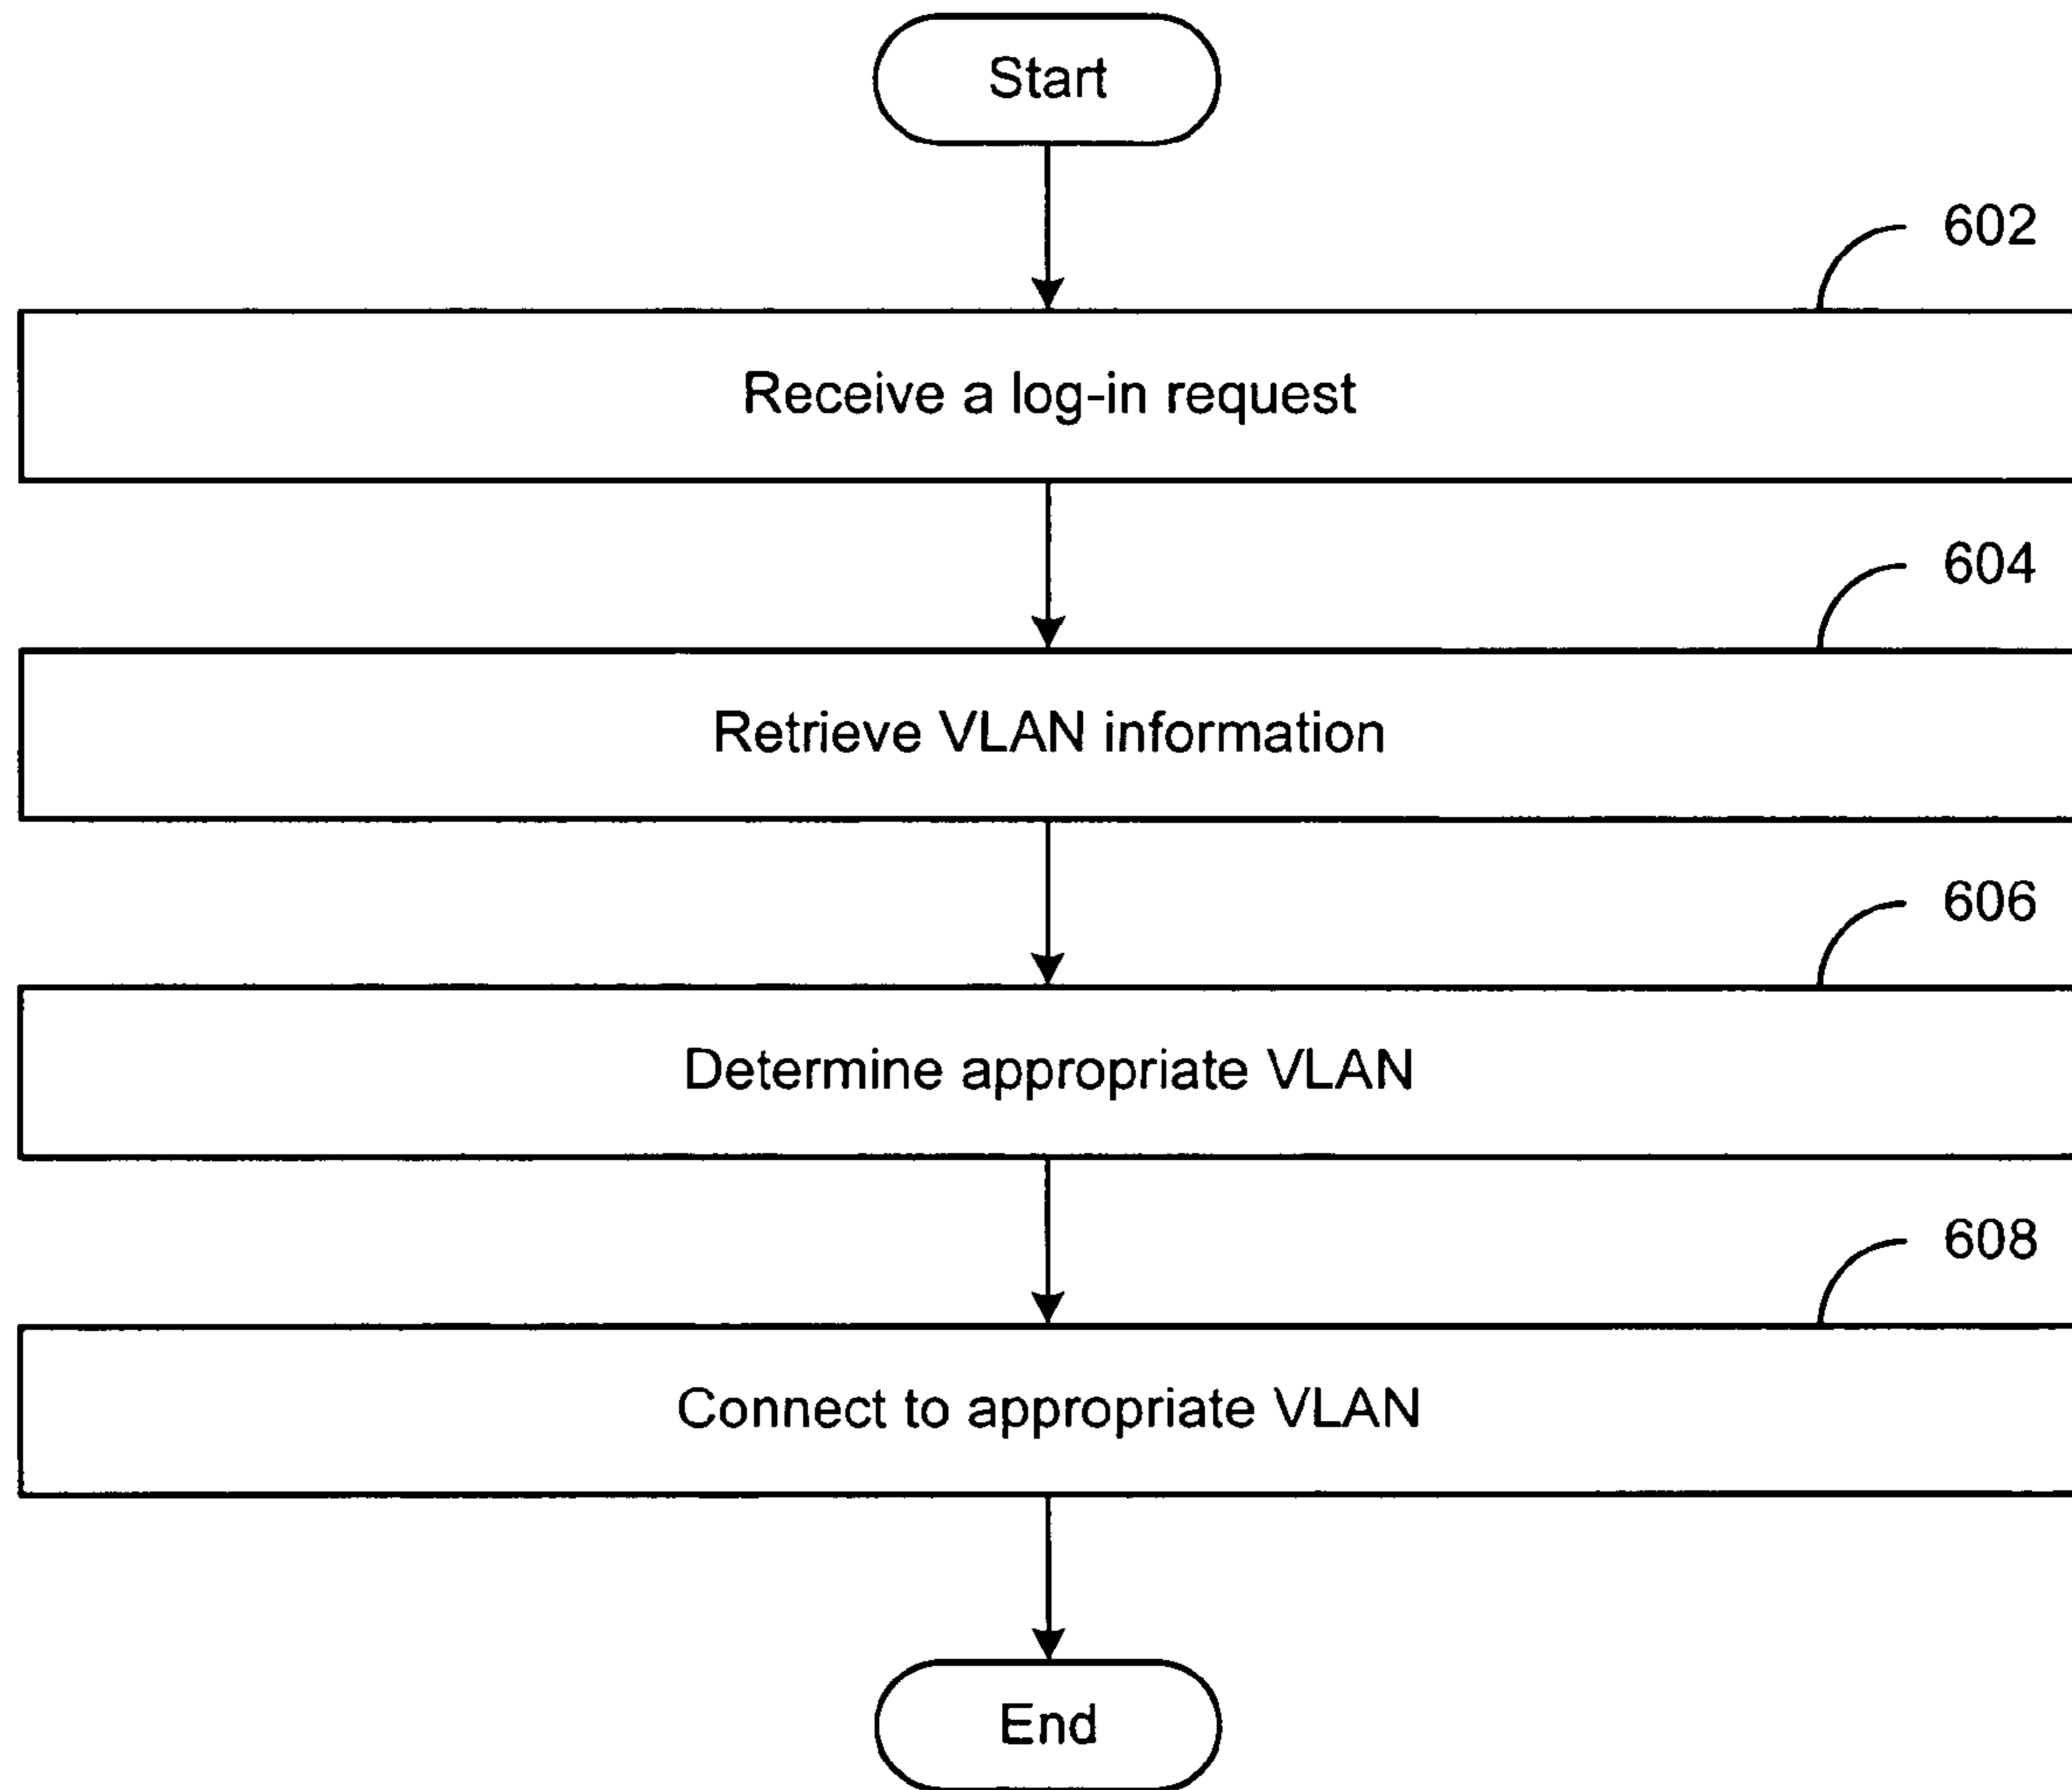 Start
602
Receive a log-in request
604
Retrieve VLAN information
606
Determine appropriate VLAN
608
Connect to appropriate VLAN
End